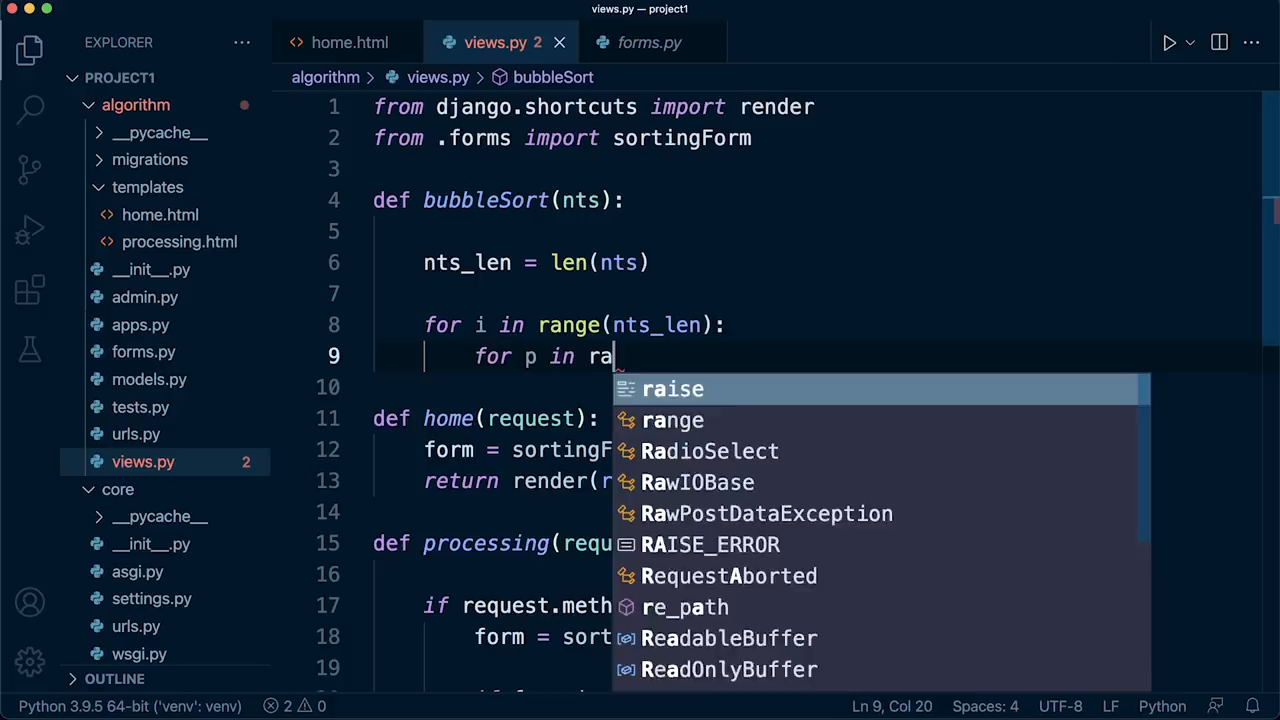 views.py — project1
EXPLORER
home.html
views.py 2
forms.py
PROJECT1
algorithm > views.py > bubbleSort
algorithm
__pycache__
migrations
templates
home.html
processing.html
__init__.py
admin.py
apps.py
forms.py
models.py
tests.py
urls.py
views.py 2
core
__pycache__
__init__.py
asgi.py
settings.py
urls.py
wsgi.py
OUTLINE
1 from django.shortcuts import render
2 from .forms import sortingForm
3
4 def bubbleSort(nts):
5
6 nts_len = len(nts)
7
8 for i in range(nts_len):
9 for p in ra
10
11 def home(request):
12 form = sortingF
13 return render(r
14
15 def processing(requ
16
17 if request.meth
18 form = sort
19
raise
range
RadioSelect
RawIOBase
RawPostDataException
RAISE_ERROR
RequestAborted
re_path
ReadableBuffer
ReadOnlyBuffer
Python 3.9.5 64-bit ('venv': venv) 2 0 Ln 9, Col 20 Spaces: 4 UTF-8 LF Python